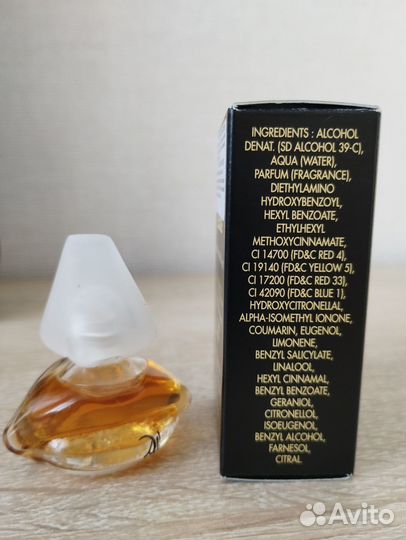 INGREDIENTS : ALCOHOL
DENAT. (SD ALCOHOL 39-C),
AQUA (WATER),
PARFUM (FRAGRANCE),
DIETHYLAMINO
HYDROXYBENZOYL,
HEXYL BENZOATE,
ETHYLHEXYL
METHOXYCINNAMATE,
CI 14700 (FD&C RED 4),
CI 19140 (FD&C YELLOW 5),
CI 17200 (FD&C RED 33),
CI 42090 (FD&C BLUE 1),
HYDROXYCITRONELLAL,
ALPHA-ISOMETHYL IONONE,
COUMARIN, EUGENOL,
LIMONENE,
BENZYL SALICYLATE,
LINALOOL,
HEXYL CINNAMAL,
BENZYL BENZOATE,
GERANIOL,
CITRONELLOL,
ISOEUGENOL,
BENZYL ALCOHOL,
FARNESOL,
CITRAL
Avito